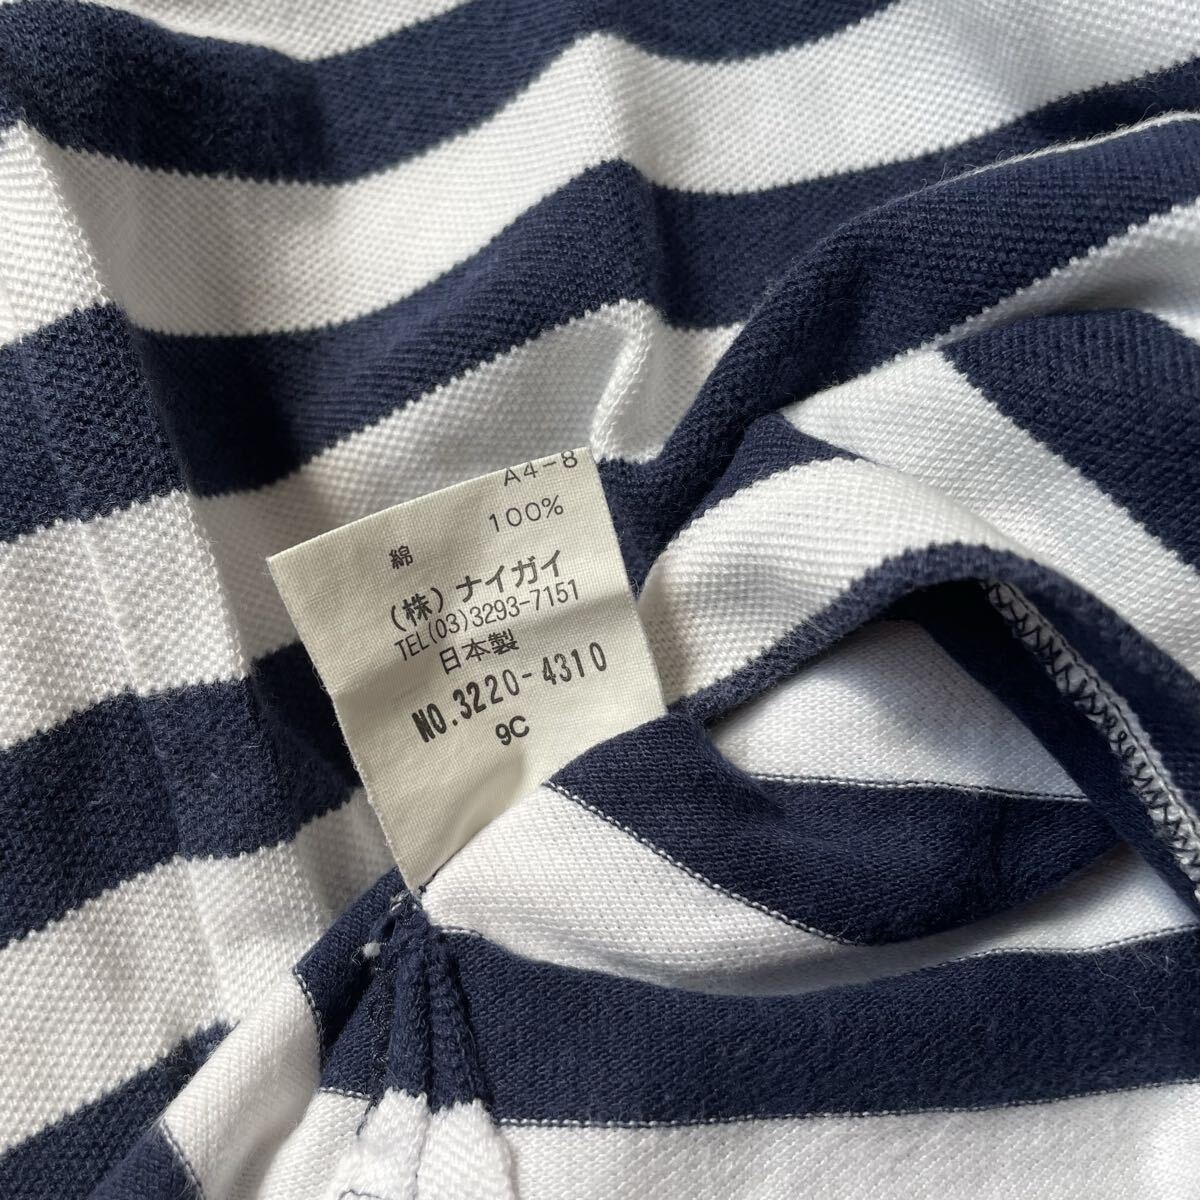 A4-8
綿 100%
(株)ナイガイ
TEL(03)3293-7151
日本製
NO.3220-4310
9C